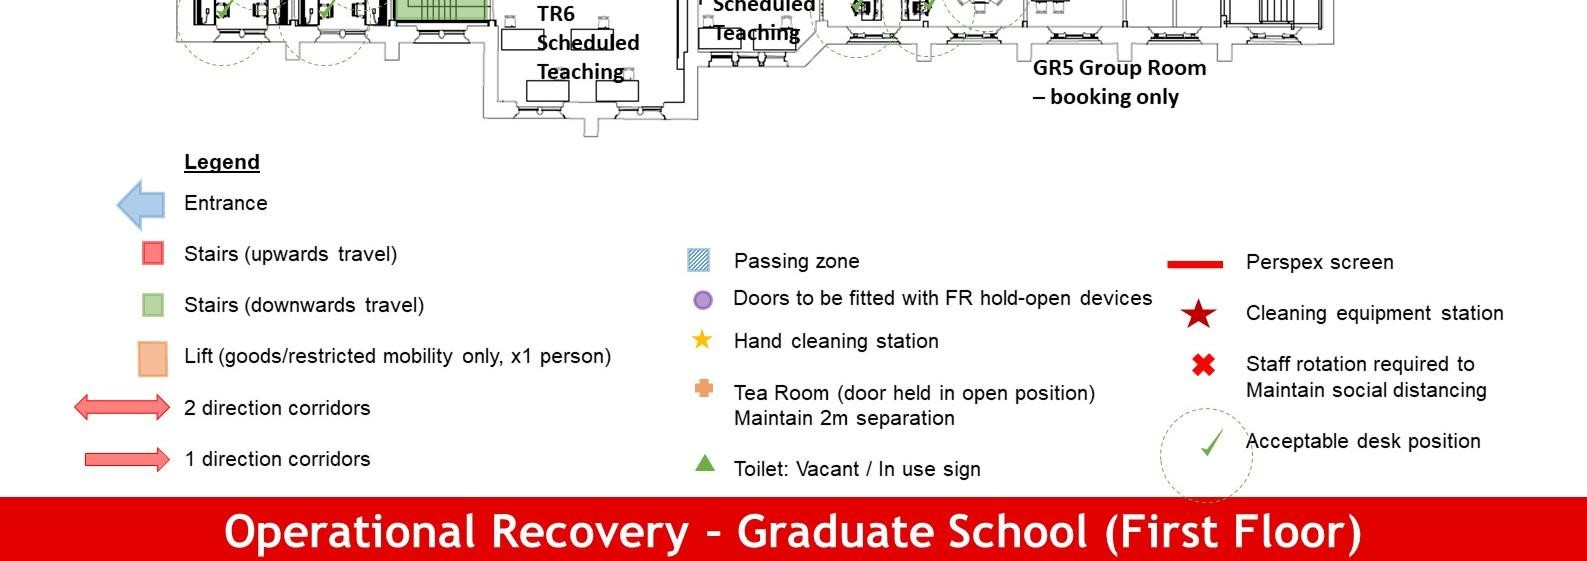 TR6
Scheduled
Teaching
Scheduled
Teaching
GR5 Group Room
– booking only
Legend
Entrance
Stairs (upwards travel)
Stairs (downwards travel)
Lift (goods/restricted mobility only, x1 person)
2 direction corridors
1 direction corridors
Passing zone
Doors to be fitted with FR hold-open devices
Hand cleaning station
Tea Room (door held in open position)
Maintain 2m separation
Toilet: Vacant / In use sign
Perspex screen
Cleaning equipment station
Staff rotation required to
Maintain social distancing
Acceptable desk position
Operational Recovery - Graduate School (First Floor)